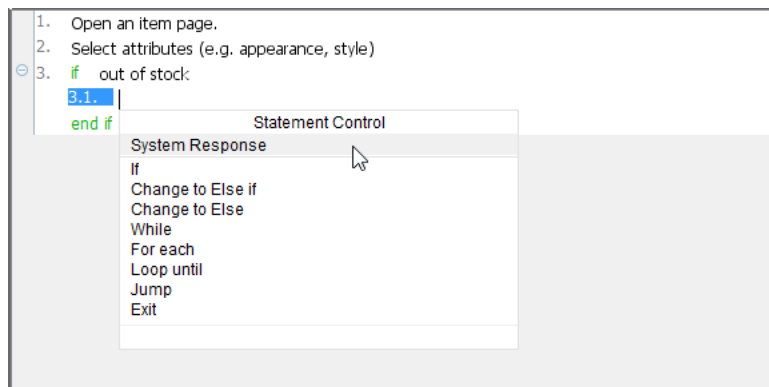 1. Open an item page.
2. Select attributes (e.g. appearance, style)
3. if out of stock
3.1.
end if
Statement Control
System Response
If
Change to Else if
Change to Else
While
For each
Loop until
Jump
Exit